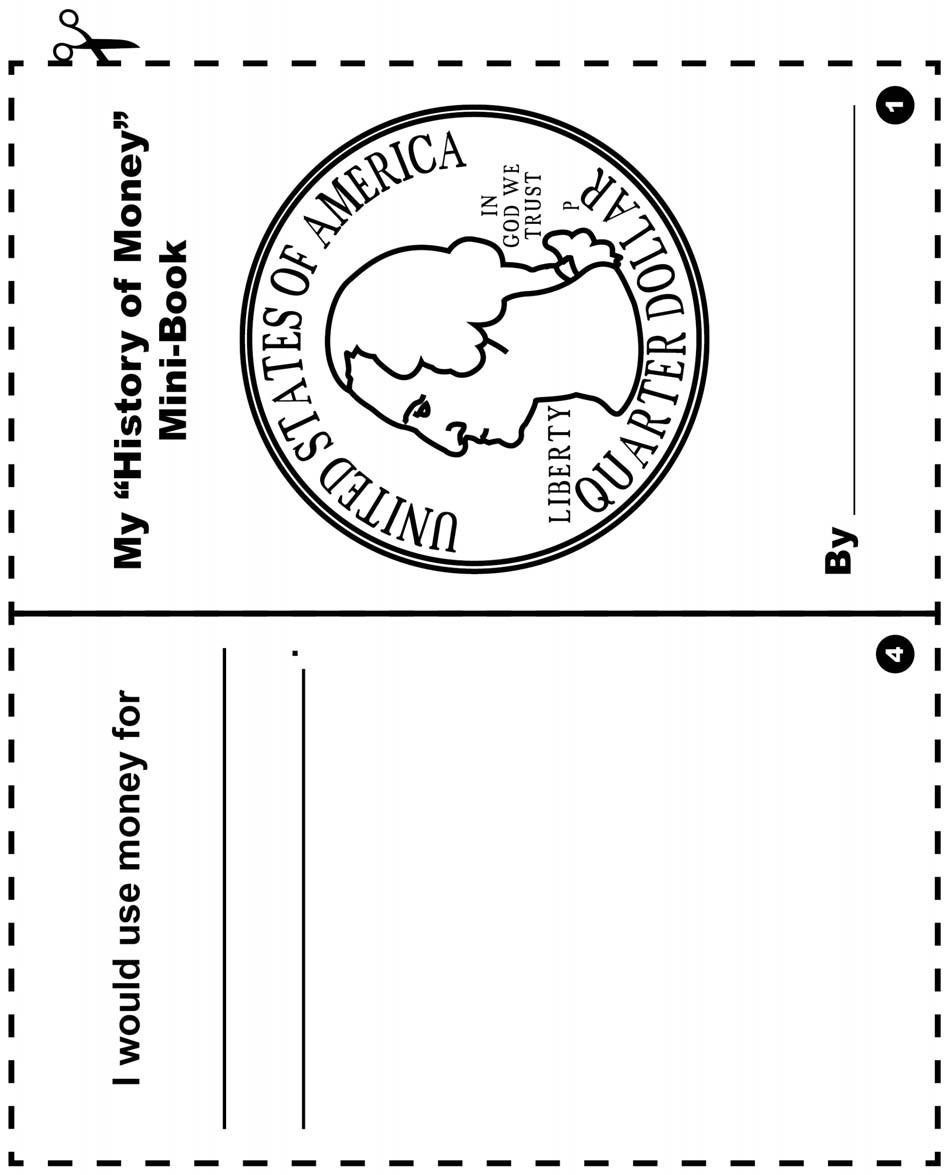 I would use money for
.
4
My “History of Money”
Mini-Book
UNITED STATES OF AMERICA
IN
GOD WE
TRUST
P
LIBERTY
QUARTER DOLLAR
By
1